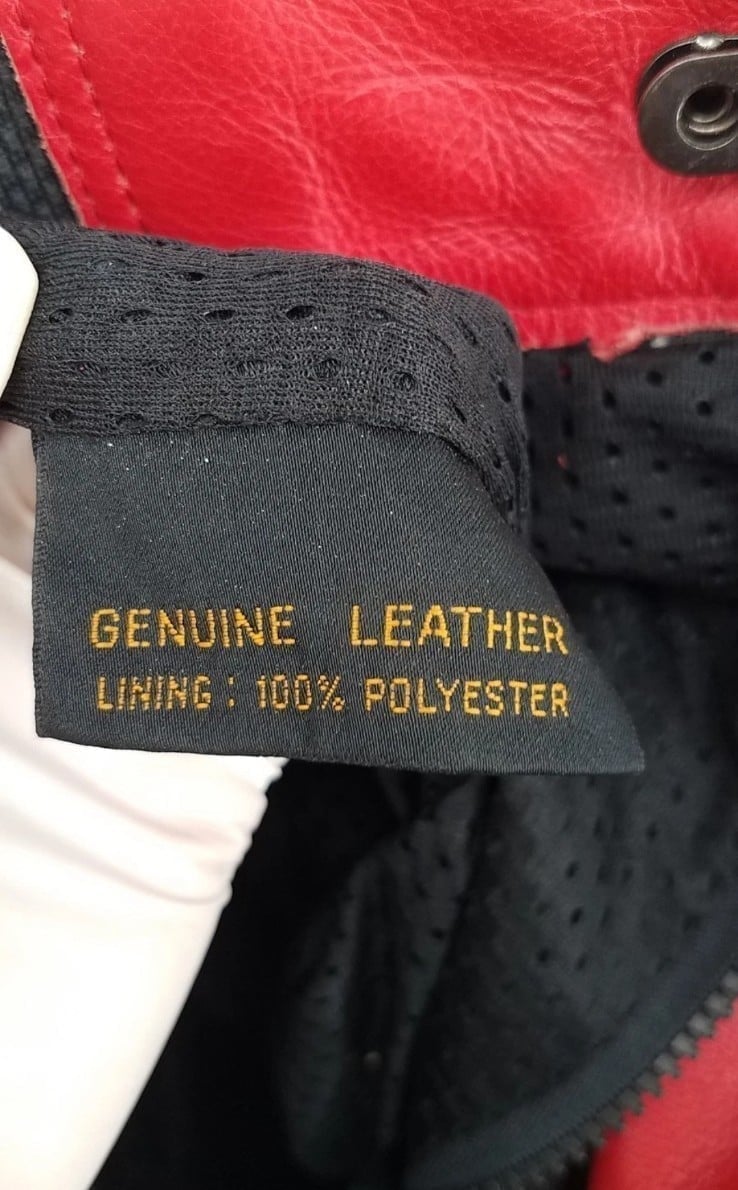 GENUINE LEATHER
LINING : 100% POLYESTER